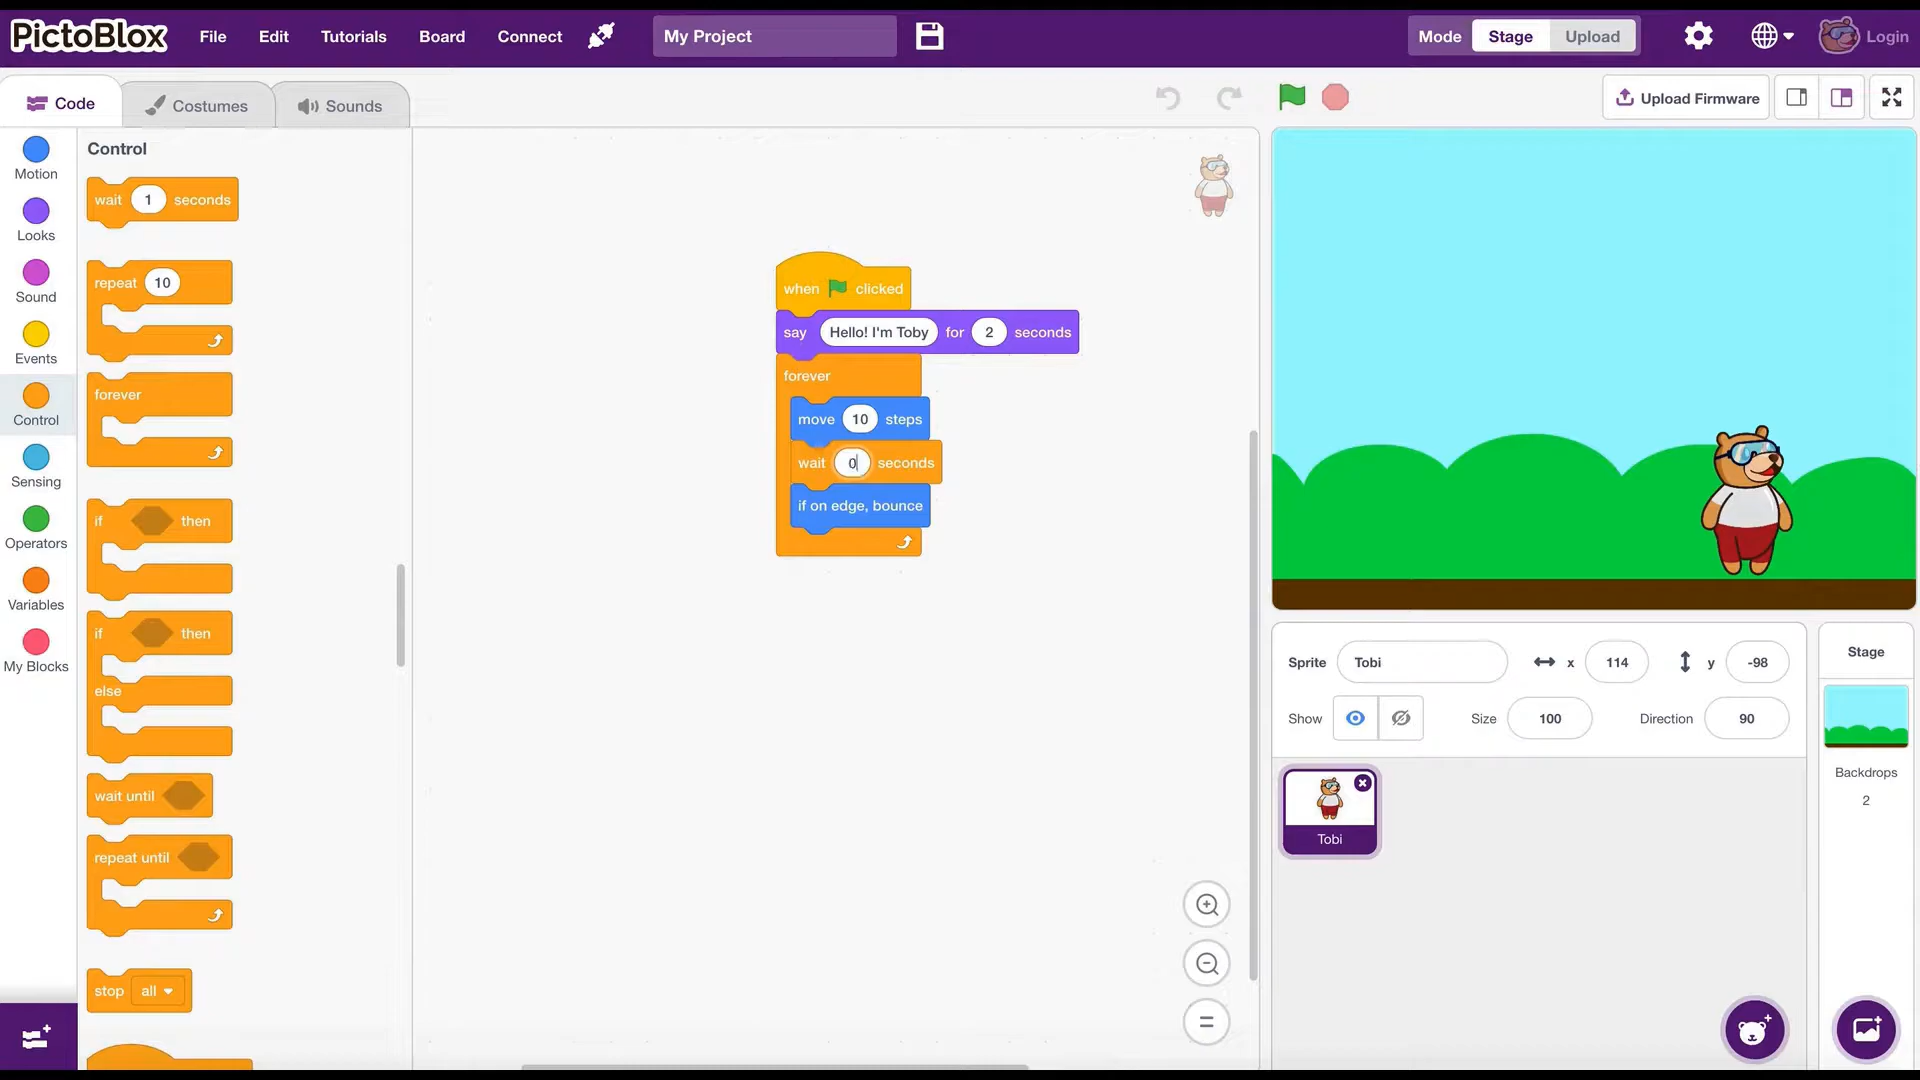 PictoBlox File Edit Tutorials Board Connect My Project Mode Stage Upload Login
Code Costumes Sounds Upload Firmware
Motion
Looks
Sound
Events
Control
Sensing
Operators
Variables
My Blocks
Control
wait 1 seconds
repeat 10
forever
if then
if then
else
wait until
repeat until
stop all
when clicked
say Hello! I'm Toby for 2 seconds
forever
move 10 steps
wait 0 seconds
if on edge, bounce
Sprite Tobi x 114 y -98
Show Size 100 Direction 90
Tobi
Stage
Backdrops
2